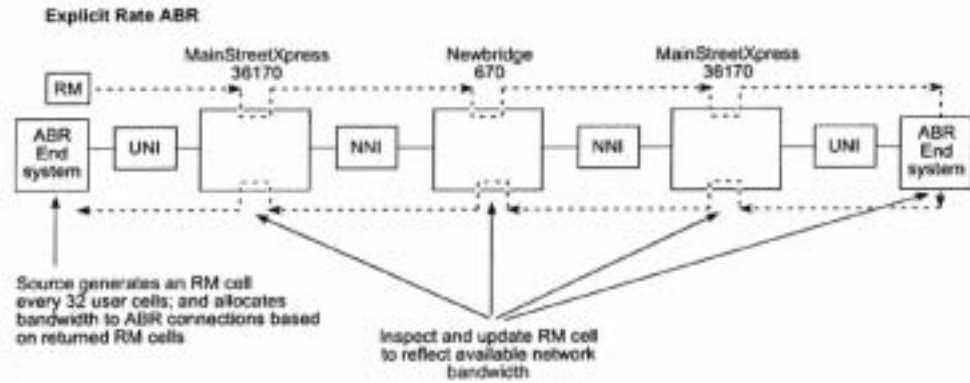 Explicit Rate ABR
MainStreetXpress
36170
Newbridge
670
MainStreetXpress
36170
RM
ABR
End
system
UNI
NNI
NNI
UNI
ABR
End
system
Source generates an RM cell
every 32 user cells; and allocates
bandwidth to ABR connections based
on returned RM cells
Inspect and update RM cell
to reflect available network
bandwidth